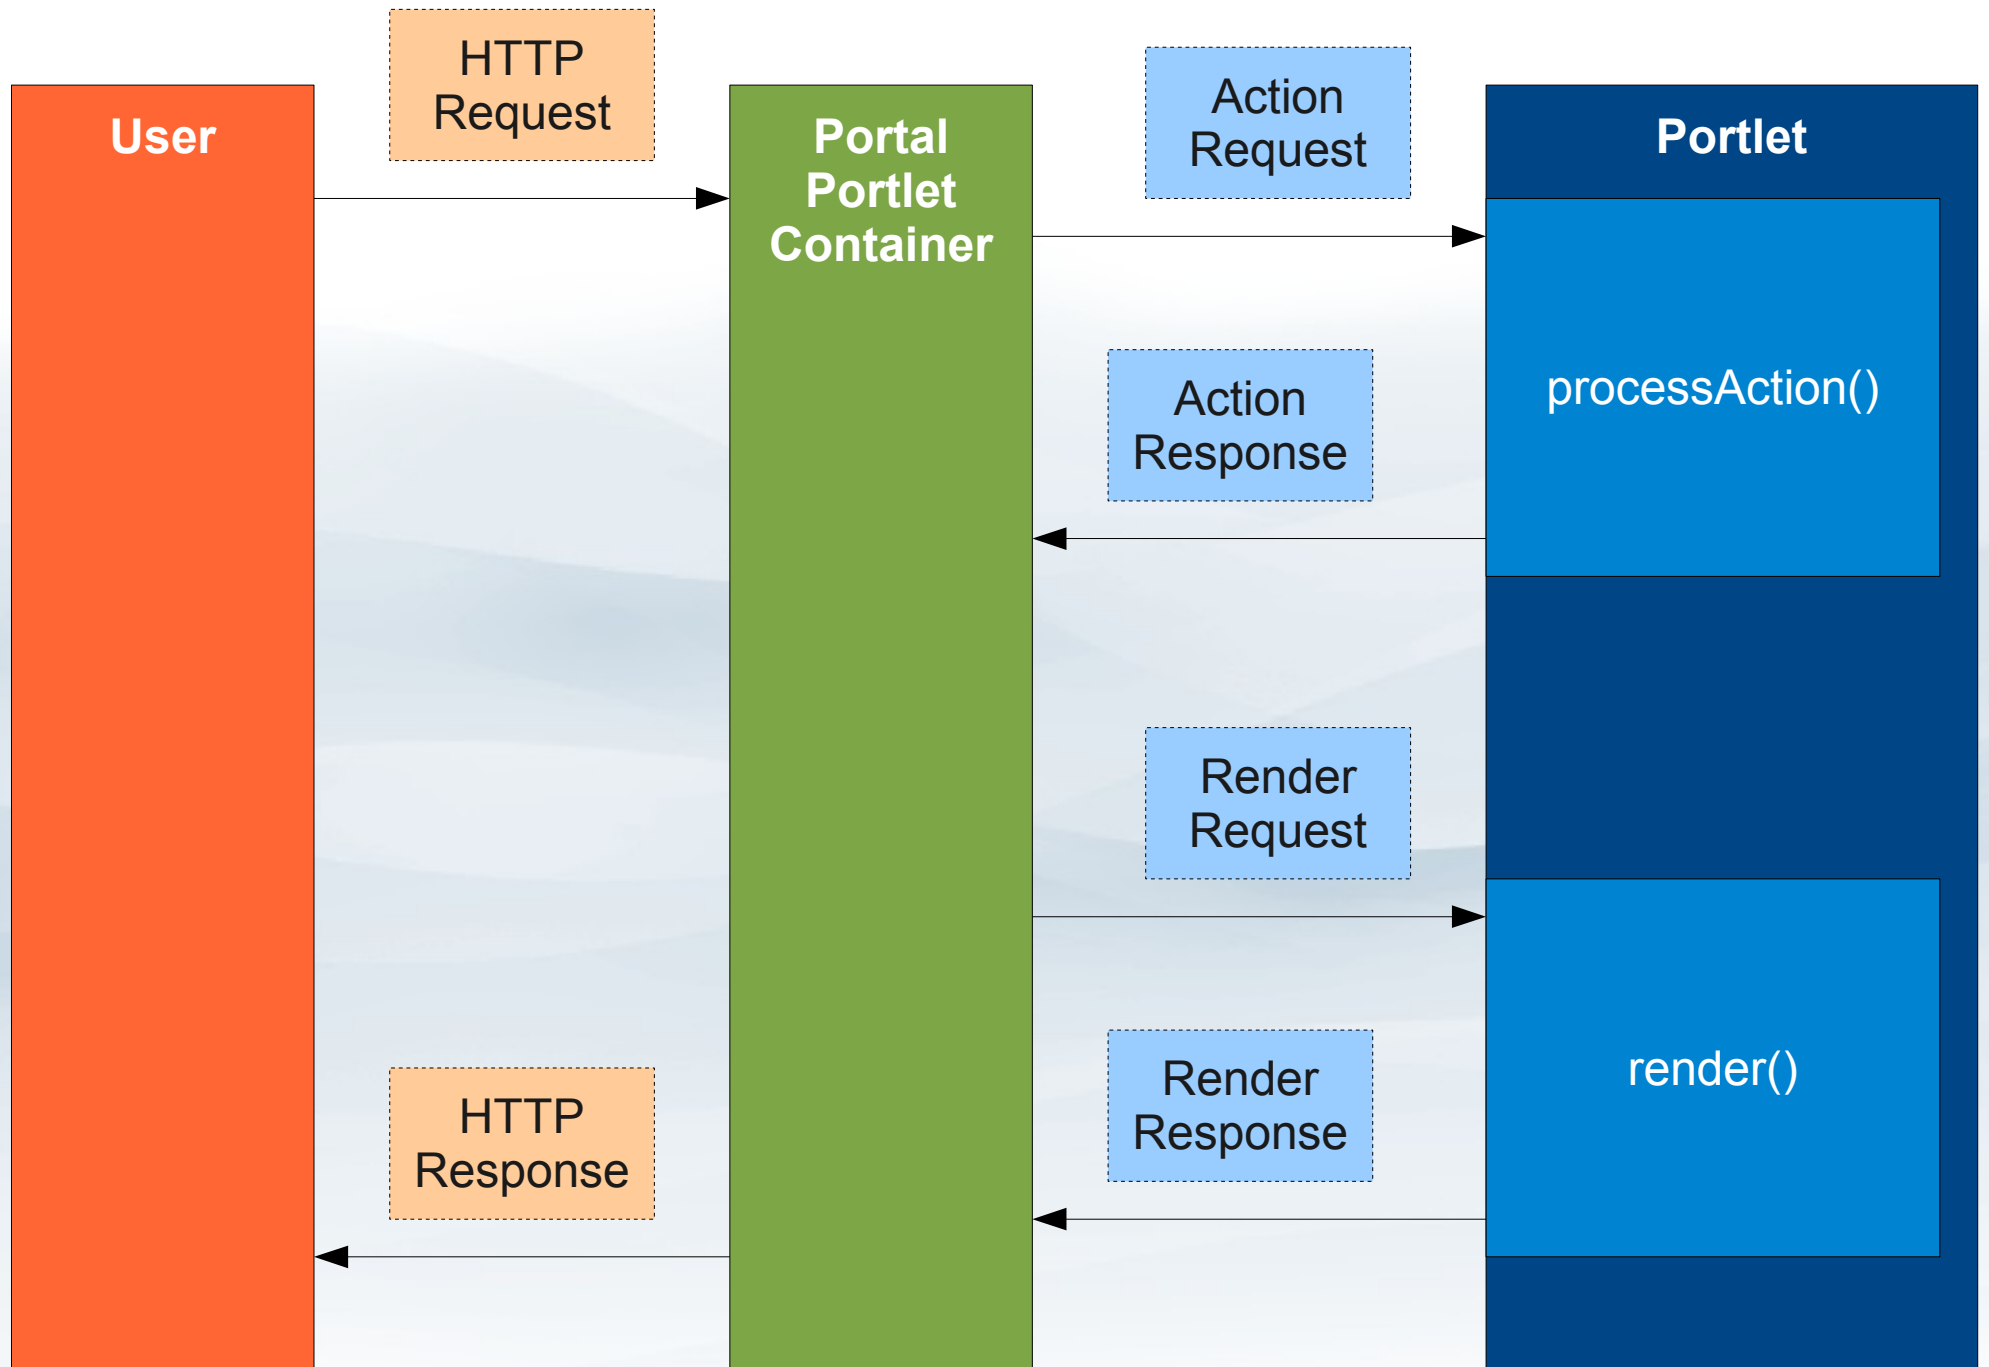 HTTP
Request
User
Portal
Portlet
Container
Action
Request
Portlet
processAction()
Action
Response
Render
Request
render()
Render
Response
HTTP
Response